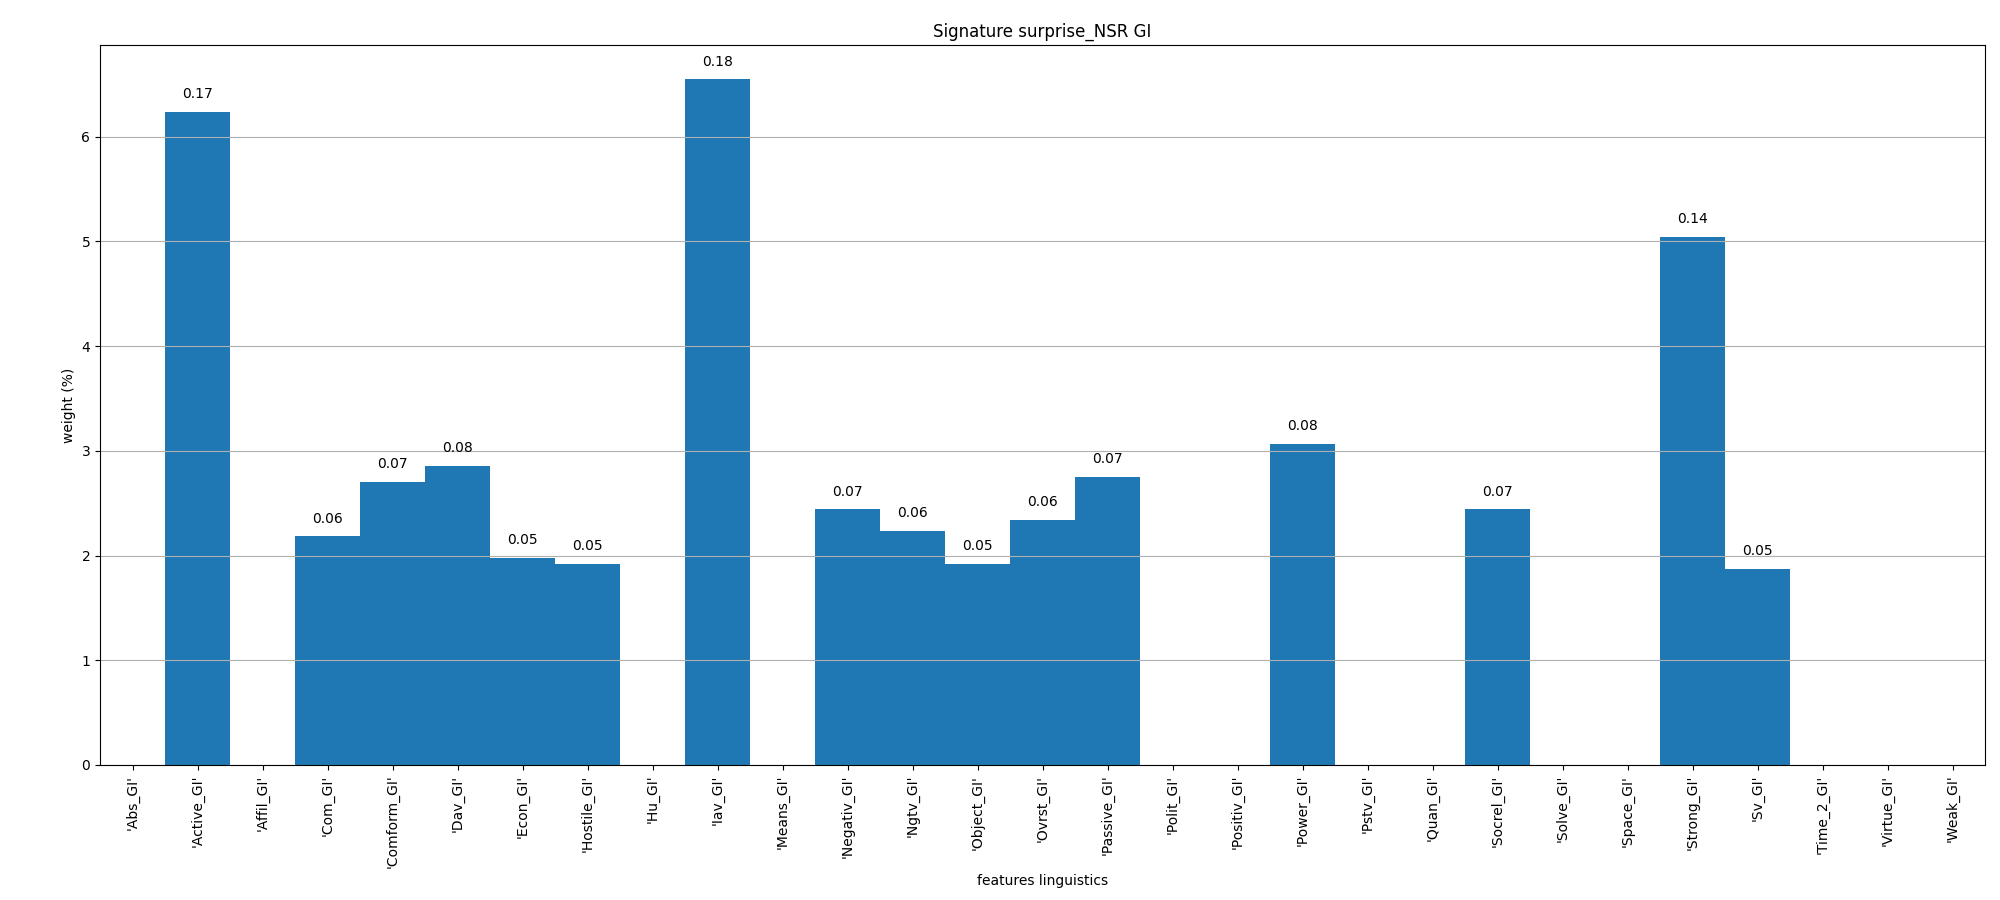 Signature surprise_NSR GI
0.18
0.17
6
0.14
5
4
weight (%)
0.08
3
0.08
0.07
0.07
0.07
0.07
0.06
0.06
0.06
0.05
0.05
0.05
0.05
2
1
0
'Abs_GI'
'Active_GI'
'Affil_GI'
'Com_GI'
'Comform_GI'
'Dav_GI'
'Econ_GI'
'Hostile_GI'
'Hu_GI'
'Iav_GI'
'Means_GI'
'Negativ_GI'
'Ngtv_GI'
'Object_GI'
'Ovrst_GI'
'Passive_GI'
'Polit_GI'
'Positiv_GI'
'Power_GI'
'Pstv_GI'
'Quan_GI'
'Socrel_GI'
'Solve_GI'
'Space_GI'
'Strong_GI'
'Sv_GI'
'Time_2_GI'
'Virtue_GI'
'Weak_GI'
features linguistics